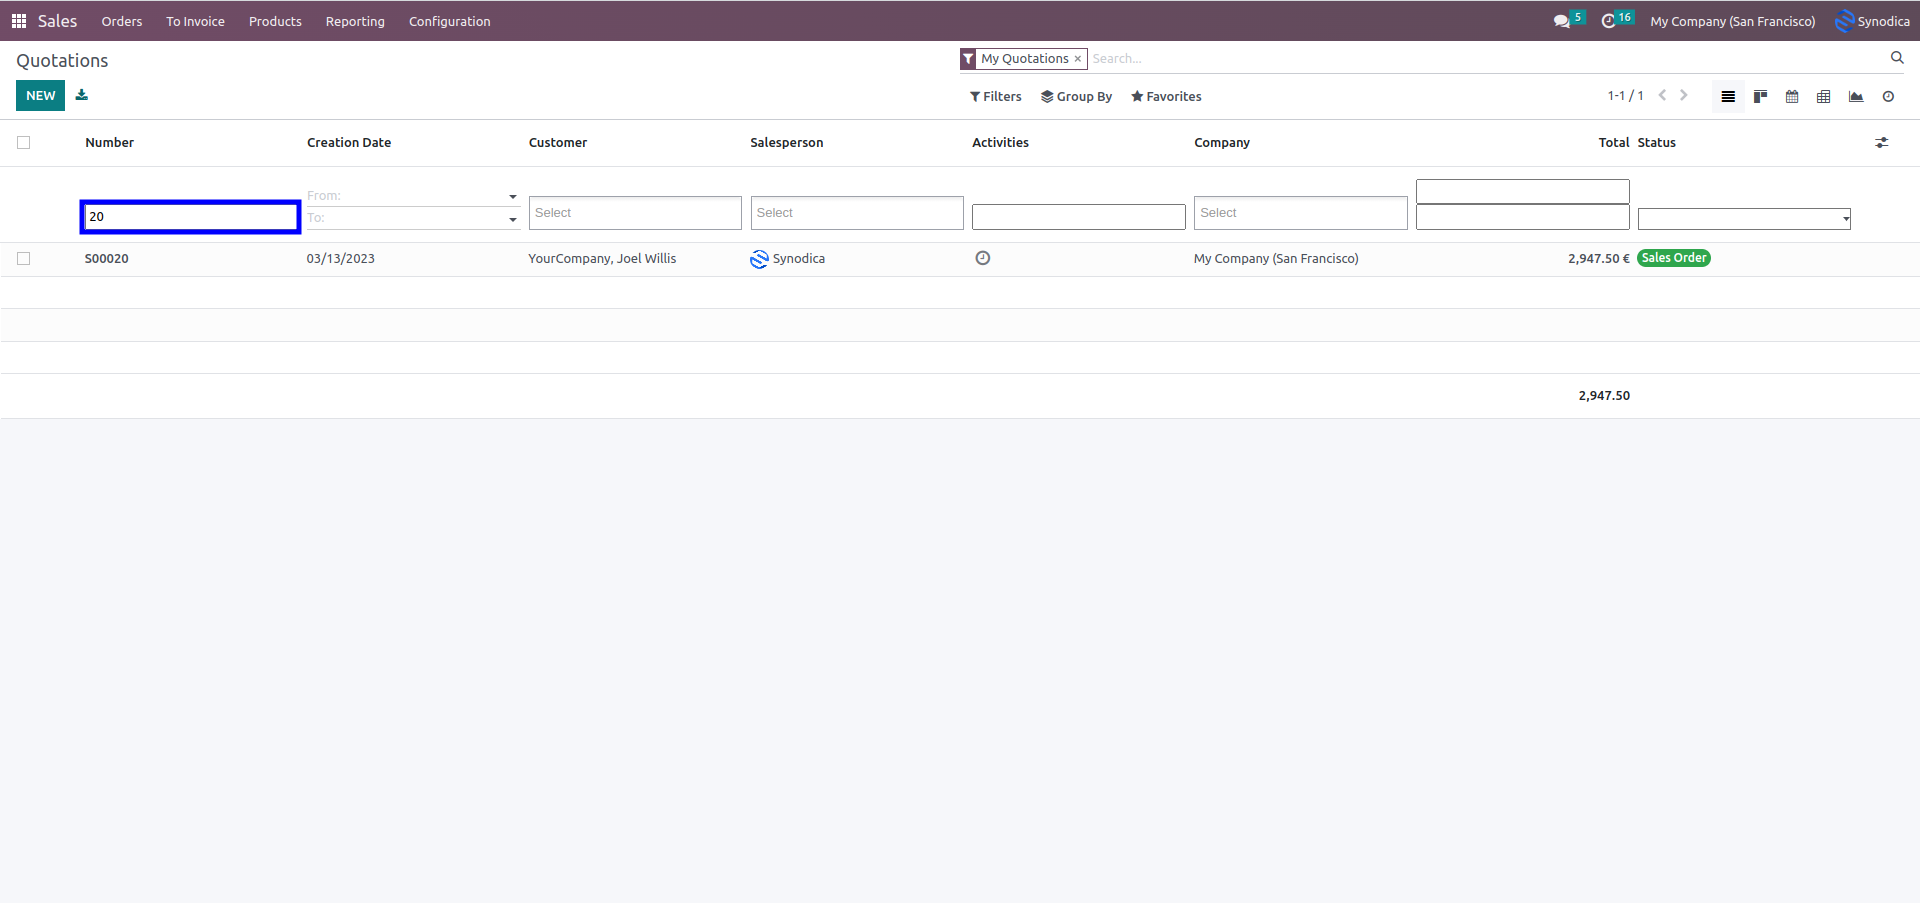 Sales Orders To Invoice Products Reporting Configuration 5 16 My Company (San Francisco) Synodica
Quotations My Quotations × Search...
NEW Filters Group By Favorites 1-1 / 1
Number Creation Date Customer Salesperson Activities Company Total Status
From:
20 To: Select Select Select
S00020 03/13/2023 YourCompany, Joel Willis Synodica My Company (San Francisco) 2,947.50 € Sales Order
2,947.50